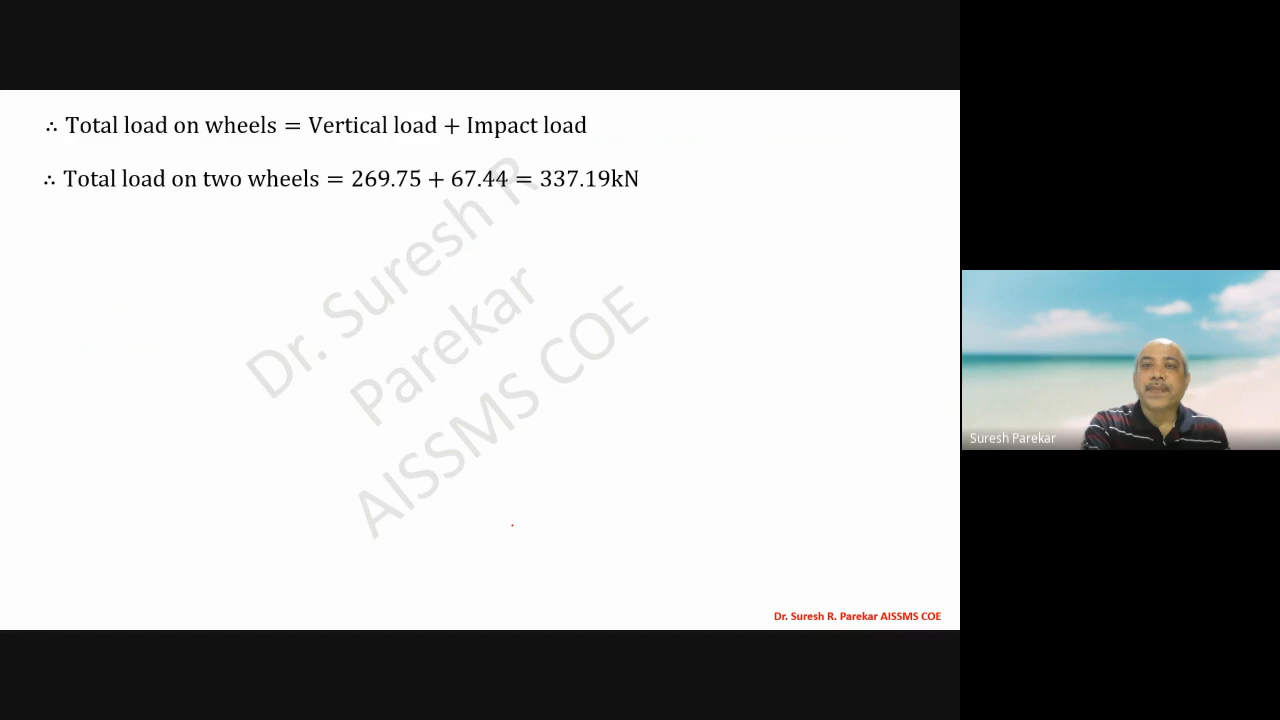 ∴ Total load on wheels = Vertical load + Impact load
∴ Total load on two wheels = 269.75 + 67.44 = 337.19kN
Dr. Suresh R
Parekar
AISSMS COE
Suresh Parekar
Dr. Suresh R. Parekar AISSMS COE